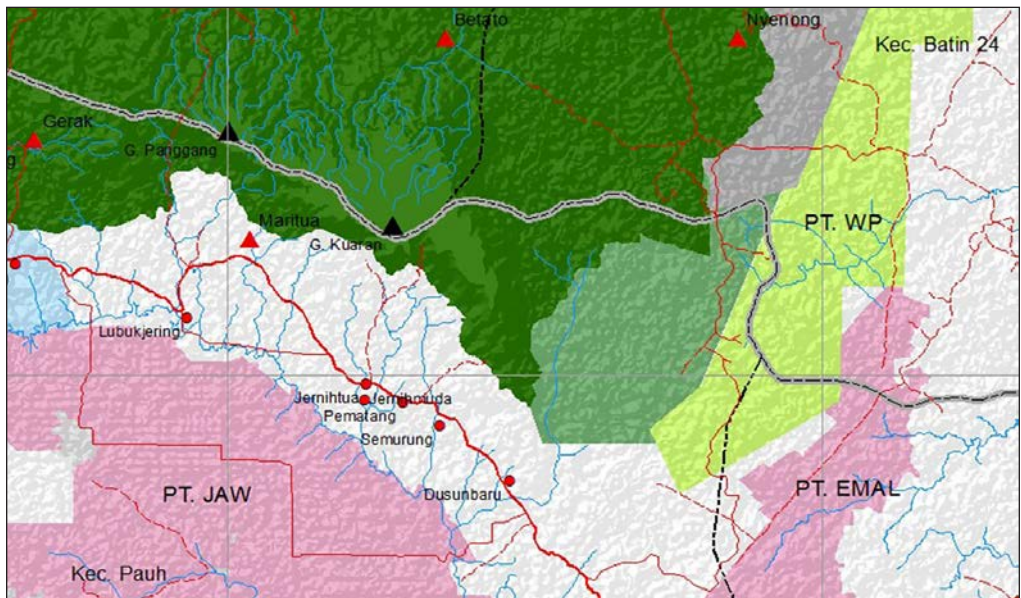 Betato
Nyenong
Kec. Batin 24
Gerak
G. Panggang
g
Maritua
G. Kuaran
PT. WP
Lubukjering
Jernihtua
Pematang
Semurung
Dusunbaru
PT. JAW
PT. EMAL
Kec. Pauh